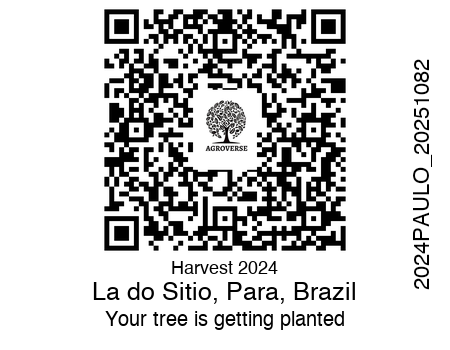 AGROVERSE
Harvest 2024
La do Sitio, Para, Brazil
Your tree is getting planted
2024PAULO_20251082